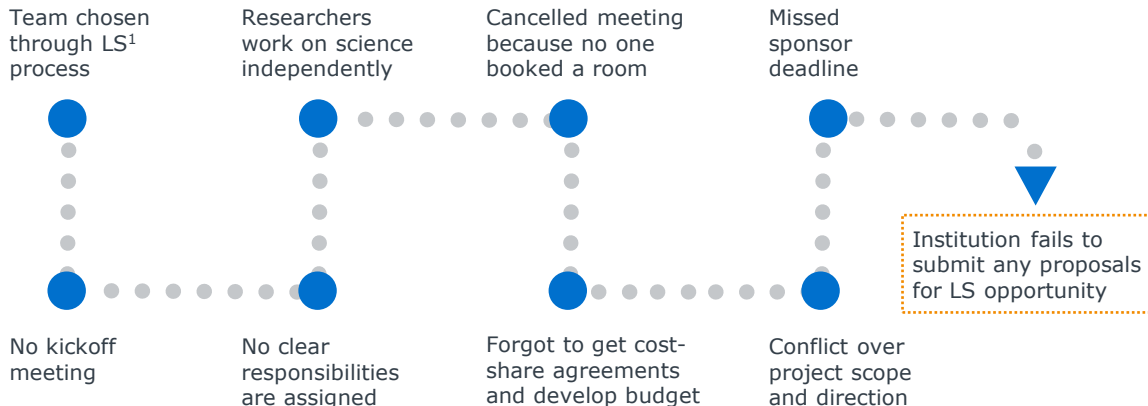 Team chosen
through LS¹
process
No kickoff
meeting
No clear
responsibilities
are assigned
Researchers
work on science
independently
Cancelled meeting
because no one
booked a room
Forgot to get cost-
share agreements
and develop budget
Conflict over
project scope
and direction
Missed
sponsor
deadline
Institution fails to
submit any proposals
for LS opportunity